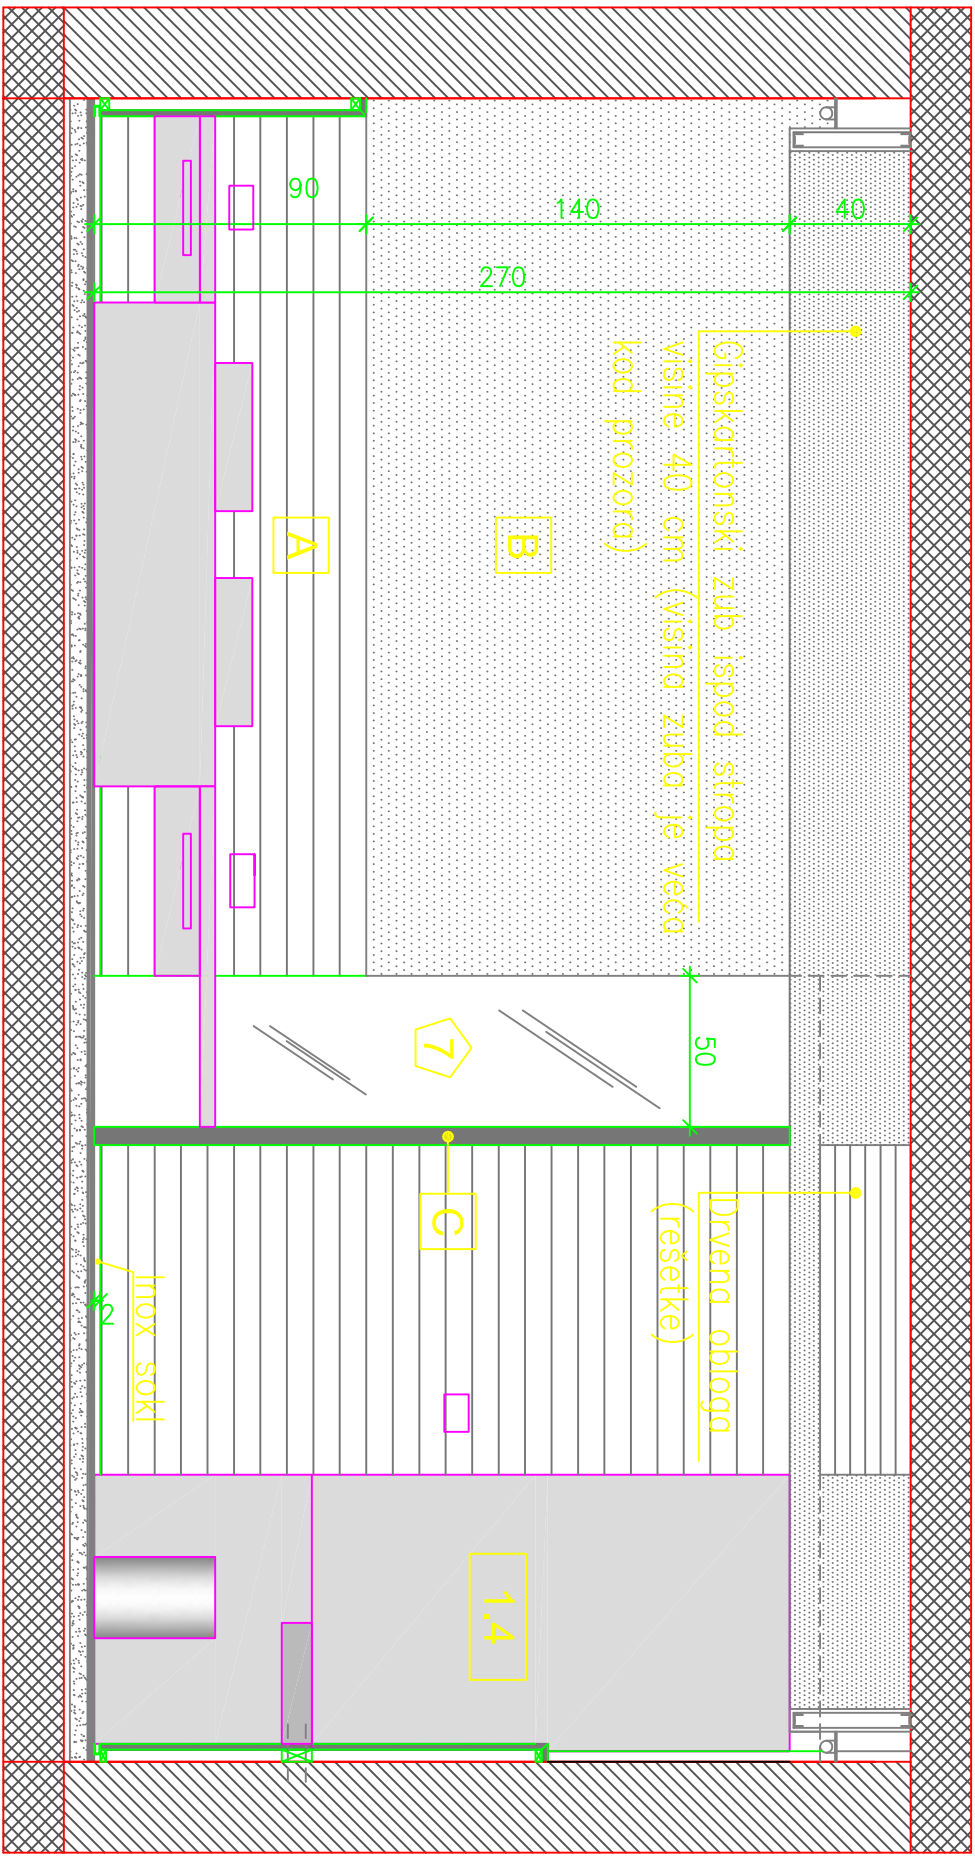 90
140
40
270
Gipskartonski zub ispod stropa
visine 40 cm (visina zuba je veća
kod prozora)
A
B
50
7
C
Drvena obloga
(rešetke)
2
Inox sokl
1.4